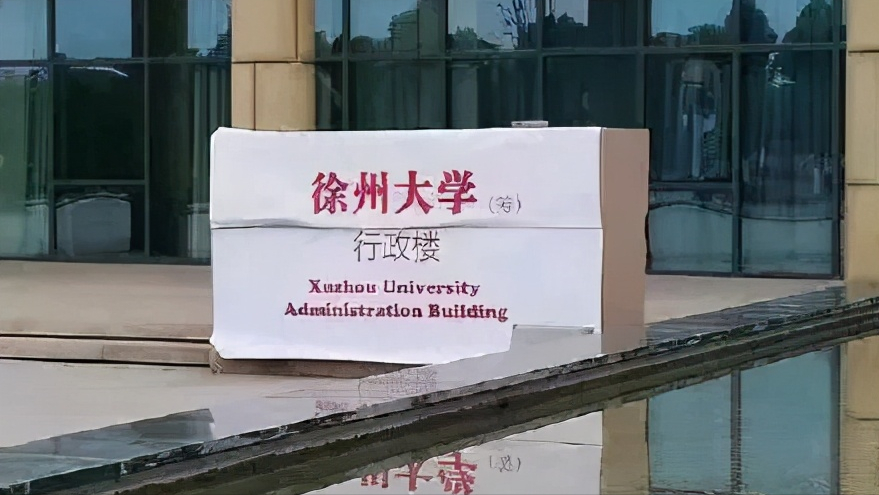 徐州大学(筹)
行政楼
Xuzhou University
Administration Building